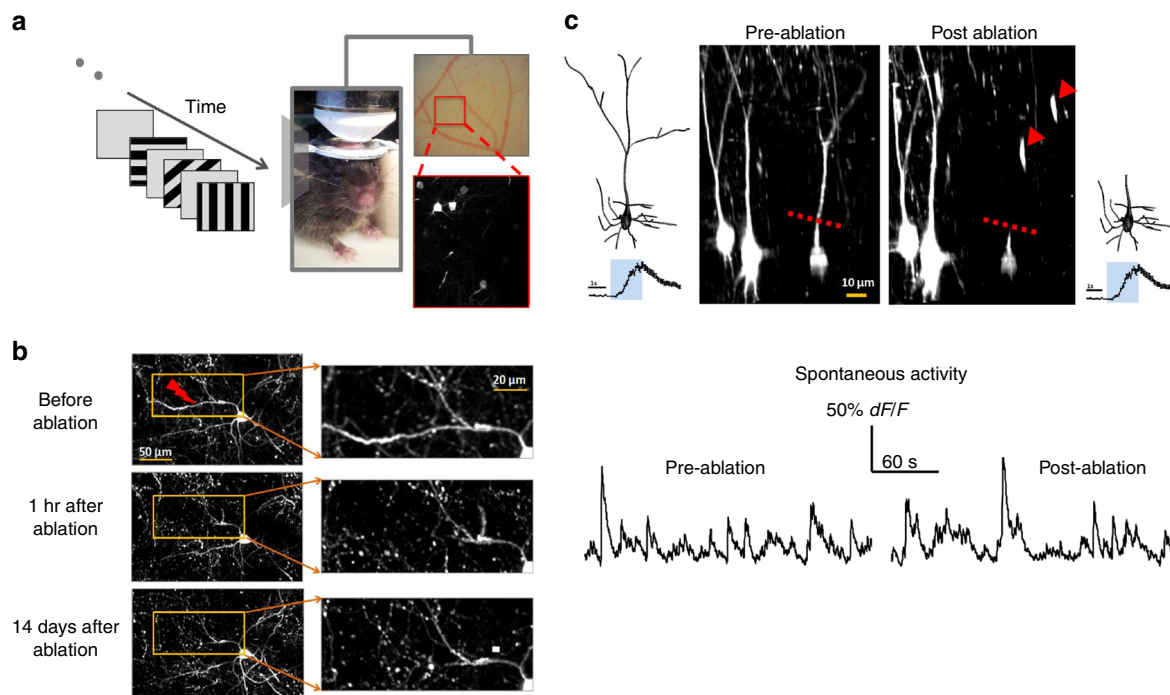 a
Time
b
Before
ablation
50 µm
20 µm
1 hr after
ablation
14 days after
ablation
c
Pre-ablation
Post ablation
10 µm
1s
1s
Spontaneous activity
50% dF/F
60 s
Pre-ablation
Post-ablation